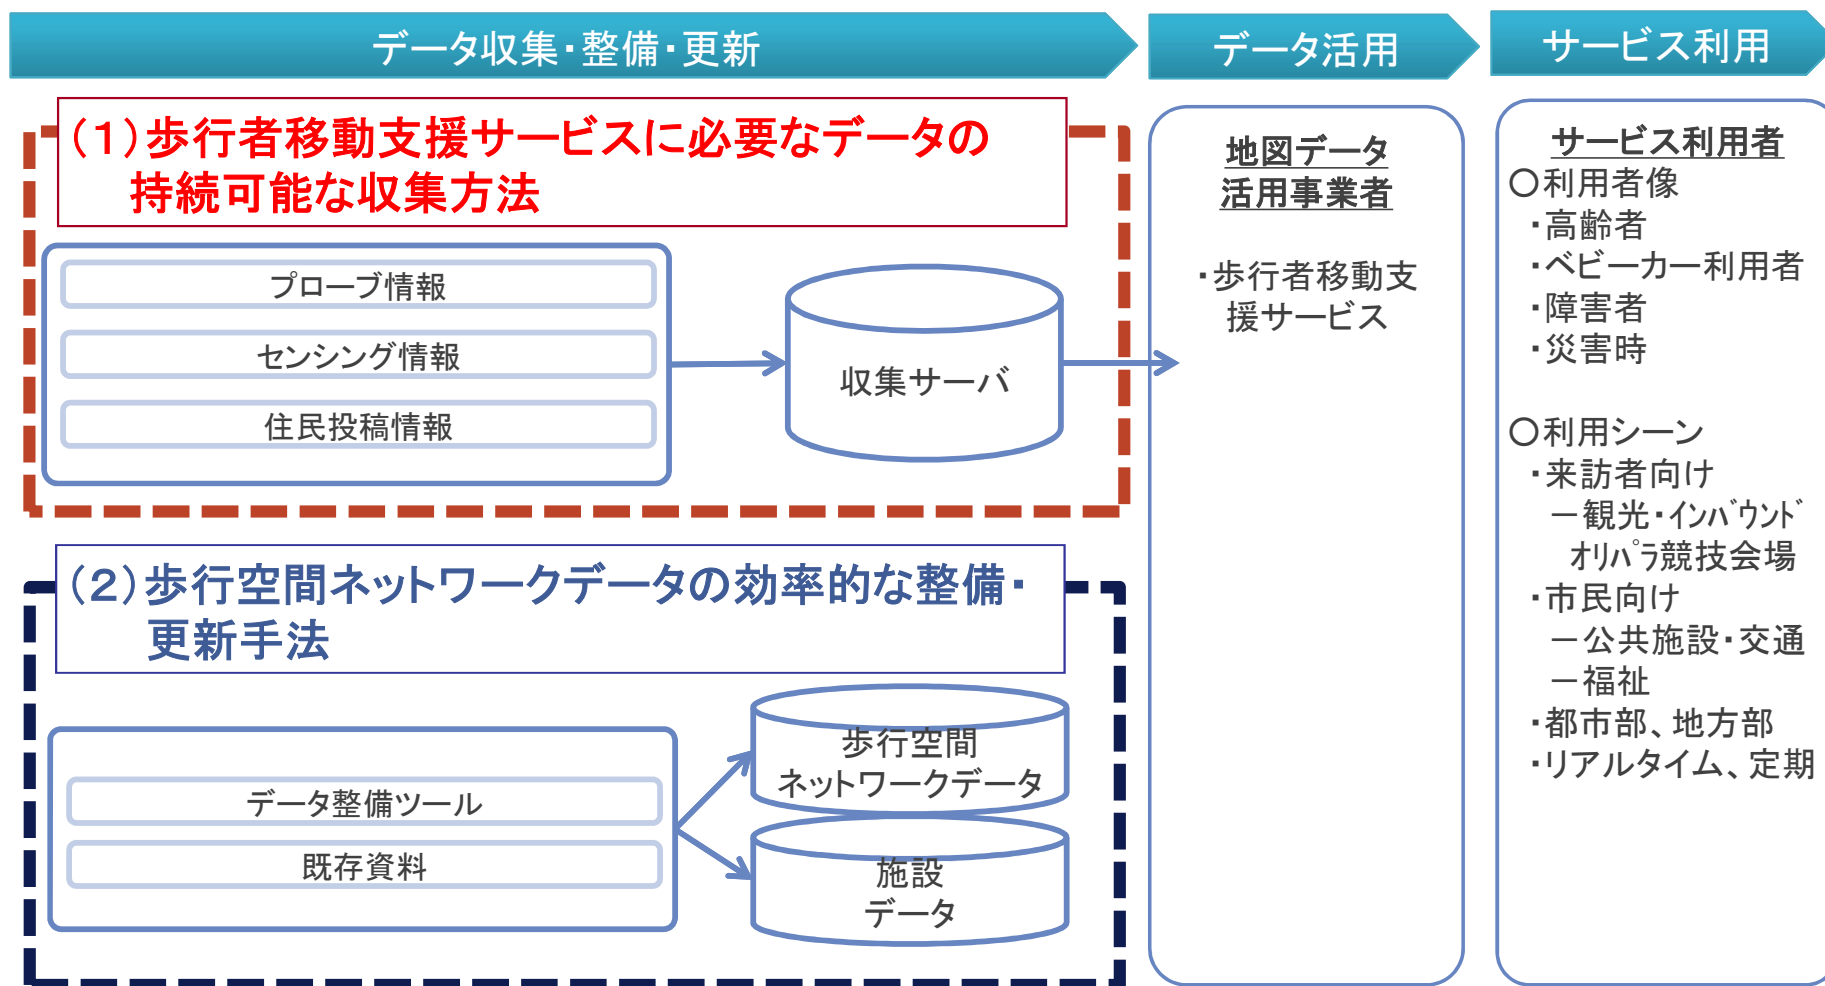 データ収集・整備・更新
データ活用
サービス利用
(1)歩行者移動支援サービスに必要なデータの
持続可能な収集方法
プローブ情報
センシング情報
住民投稿情報
収集サーバ
(2)歩行空間ネットワークデータの効率的な整備・
更新手法
データ整備ツール
既存資料
歩行空間
ネットワークデータ
施設
データ
地図データ
活用事業者
・歩行者移動支
援サービス
サービス利用者
○利用者像
・高齢者
・ベビーカー利用者
・障害者
・災害時
○利用シーン
・来訪者向け
－観光・ｲﾝﾊﾞｳﾝﾄﾞ
ｵﾘﾊﾟﾗ競技会場
・市民向け
－公共施設・交通
－福祉
・都市部、地方部
・リアルタイム、定期